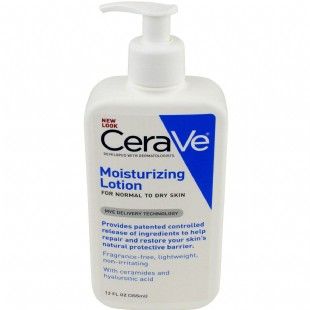 NEW
LOOK
CeraVe
DEVELOPED WITH DERMATOLOGISTS
Moisturizing
Lotion
FOR NORMAL TO DRY SKIN
MVE DELIVERY TECHNOLOGY
Provides patented controlled
release of ingredients to help
repair and restore your skin's
natural protective barrier.
Fragrance-free, lightweight,
non-irritating
With ceramides and
hyaluronic acid
12 FL OZ (355ml)